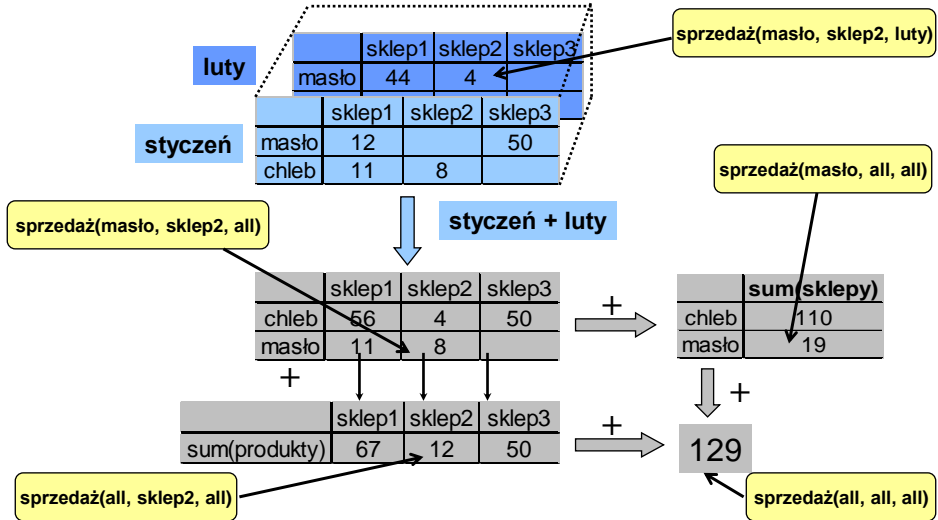 sklep1 sklep2 sklep3
masło 44 4
luty
sprzedaż(masło, sklep2, luty)
sklep1 sklep2 sklep3
masło 12 50
chleb 11 8
styczeń
sprzedaż(masło, all, all)
sprzedaż(masło, sklep2, all)
styczeń + luty
sklep1 sklep2 sklep3
chleb 56 4 50
masło 11 8
+
sum(sklepy)
chleb 110
masło 19
+
+
sklep1 sklep2 sklep3
sum(produkty) 67 12 50
+
129
sprzedaż(all, sklep2, all)
sprzedaż(all, all, all)